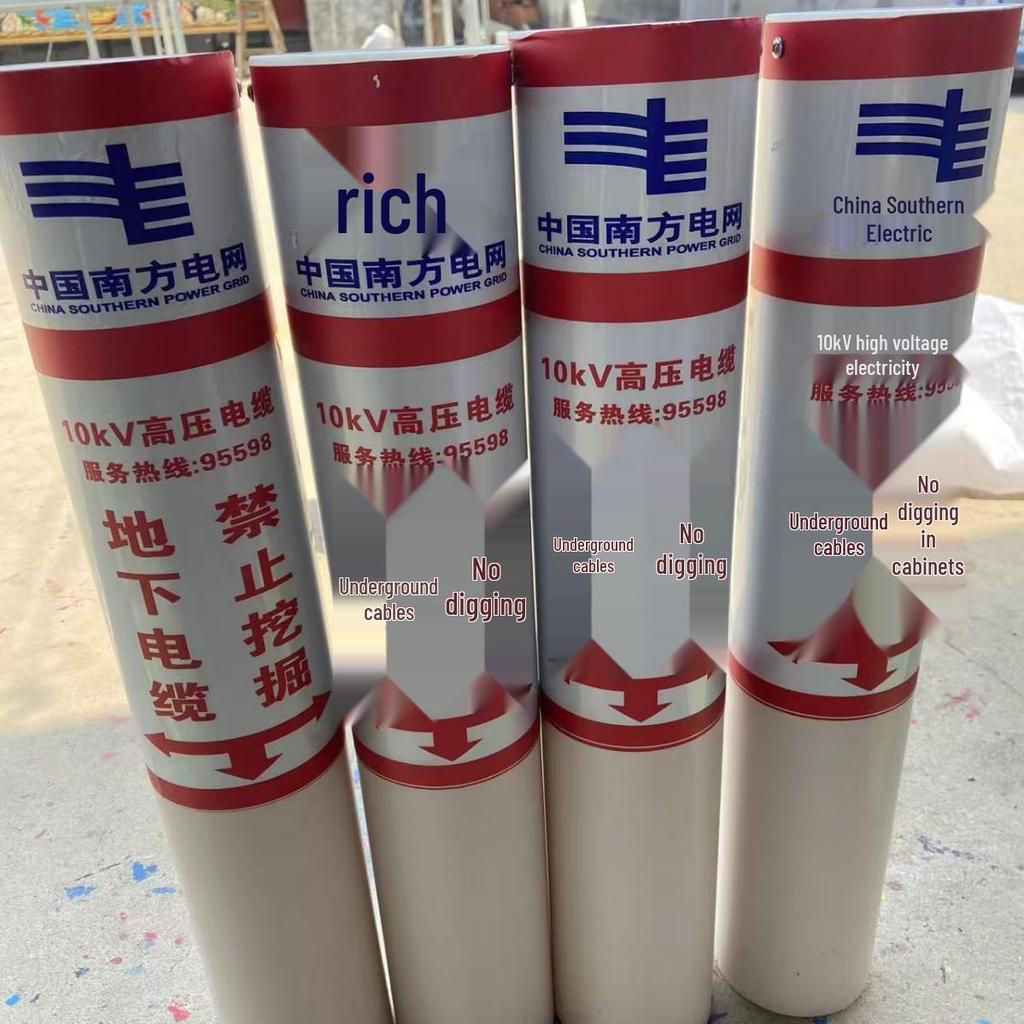 中国南方电网
CHINA SOUTHERN POWER GRID
10kV高压电缆
服务热线:95598
地下电缆
禁止挖掘
rich
中国南方电网
CHINA SOUTHERN POWER GRID
10kV高压电缆
服务热线:95598
Underground
cables
No
digging
中国南方电网
CHINA SOUTHERN POWER GRID
10kV高压电缆
服务热线:95598
Underground
cables
No
digging
China Southern
Electric
10kV high voltage
electricity
服务热线:955
Underground
cables
No
digging
in
cabinets